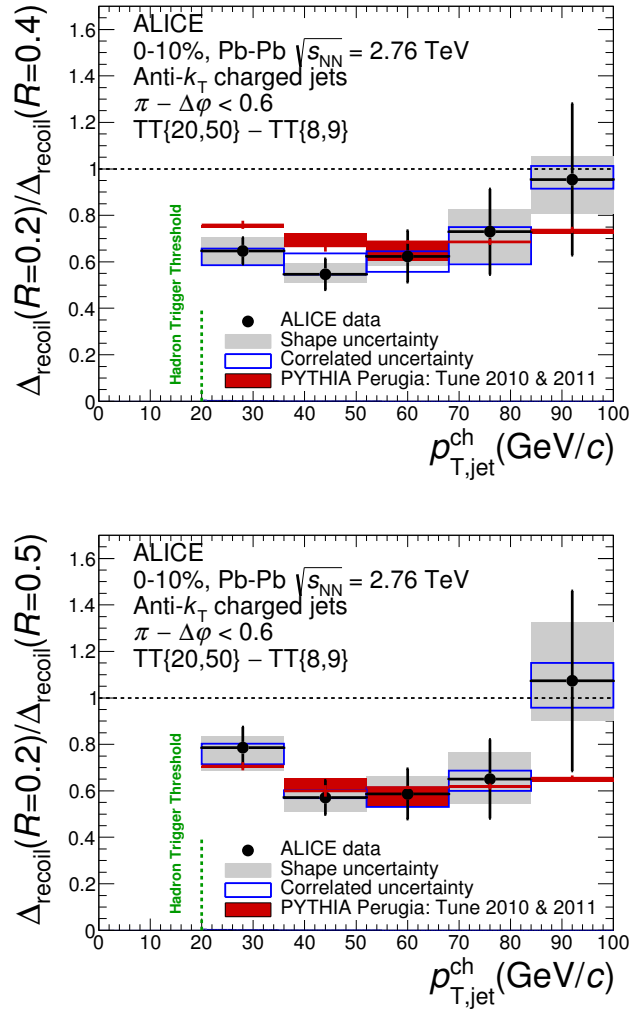 ALICE
0-10%, Pb-Pb √sNN = 2.76 TeV
Anti-kT charged jets
π − Δφ < 0.6
TT{20,50} − TT{8,9}
Δrecoil(R=0.2)/Δrecoil(R=0.4)
1.6
1.4
1.2
1
0.8
0.6
0.4
0.2
0
Hadron Trigger Threshold
ALICE data
Shape uncertainty
Correlated uncertainty
PYTHIA Perugia: Tune 2010 & 2011
0 10 20 30 40 50 60 70 80 90 100
pT,jet^ch (GeV/c)
ALICE
0-10%, Pb-Pb √sNN = 2.76 TeV
Anti-kT charged jets
π − Δφ < 0.6
TT{20,50} − TT{8,9}
Δrecoil(R=0.2)/Δrecoil(R=0.5)
1.6
1.4
1.2
1
0.8
0.6
0.4
0.2
0
Hadron Trigger Threshold
ALICE data
Shape uncertainty
Correlated uncertainty
PYTHIA Perugia: Tune 2010 & 2011
0 10 20 30 40 50 60 70 80 90 100
pT,jet^ch (GeV/c)